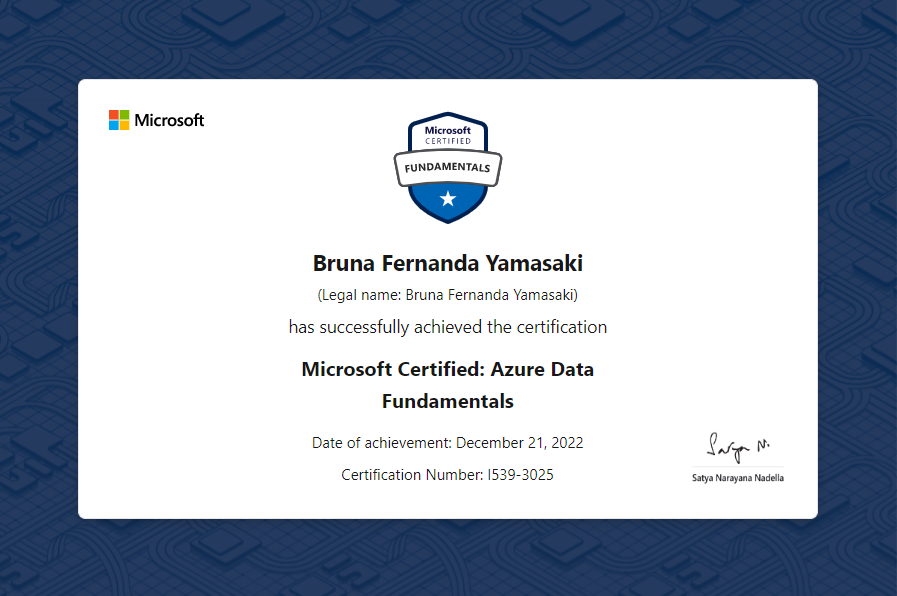 Microsoft
Microsoft
CERTIFIED
FUNDAMENTALS
Bruna Fernanda Yamasaki
(Legal name: Bruna Fernanda Yamasaki)
has successfully achieved the certification
Microsoft Certified: Azure Data
Fundamentals
Date of achievement: December 21, 2022
Certification Number: I539-3025
Satya N.
Satya Narayana Nadella